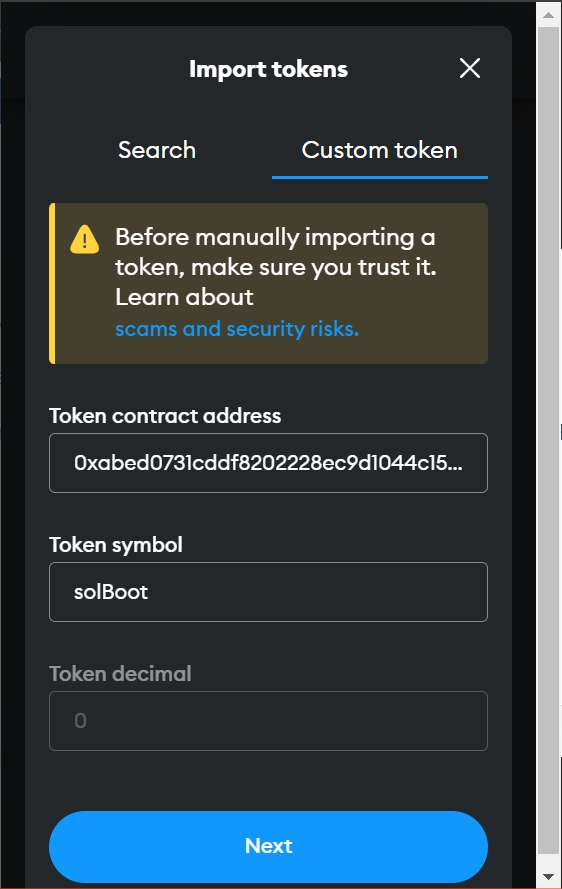 Import tokens
Search
Custom token
Before manually importing a
token, make sure you trust it.
Learn about
scams and security risks.
Token contract address
0xabed0731cddf8202228ec9d1044c15...
Token symbol
solBoot
Token decimal
0
Next